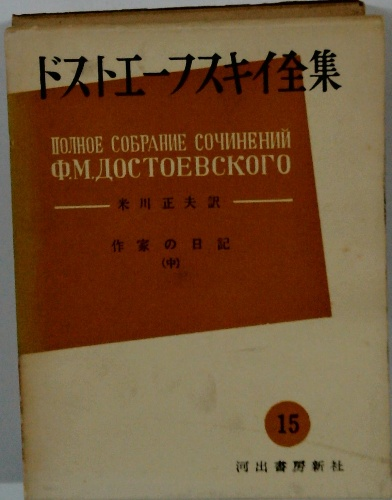 ドストエーフスキイ全集
ПОЛНОЕ СОБРАНИЕ СОЧИНЕНИЙ
Ф.М.ДОСТОЕВСКОГО
米川正夫訳
作家の日記
(中)
15
河出書房新社